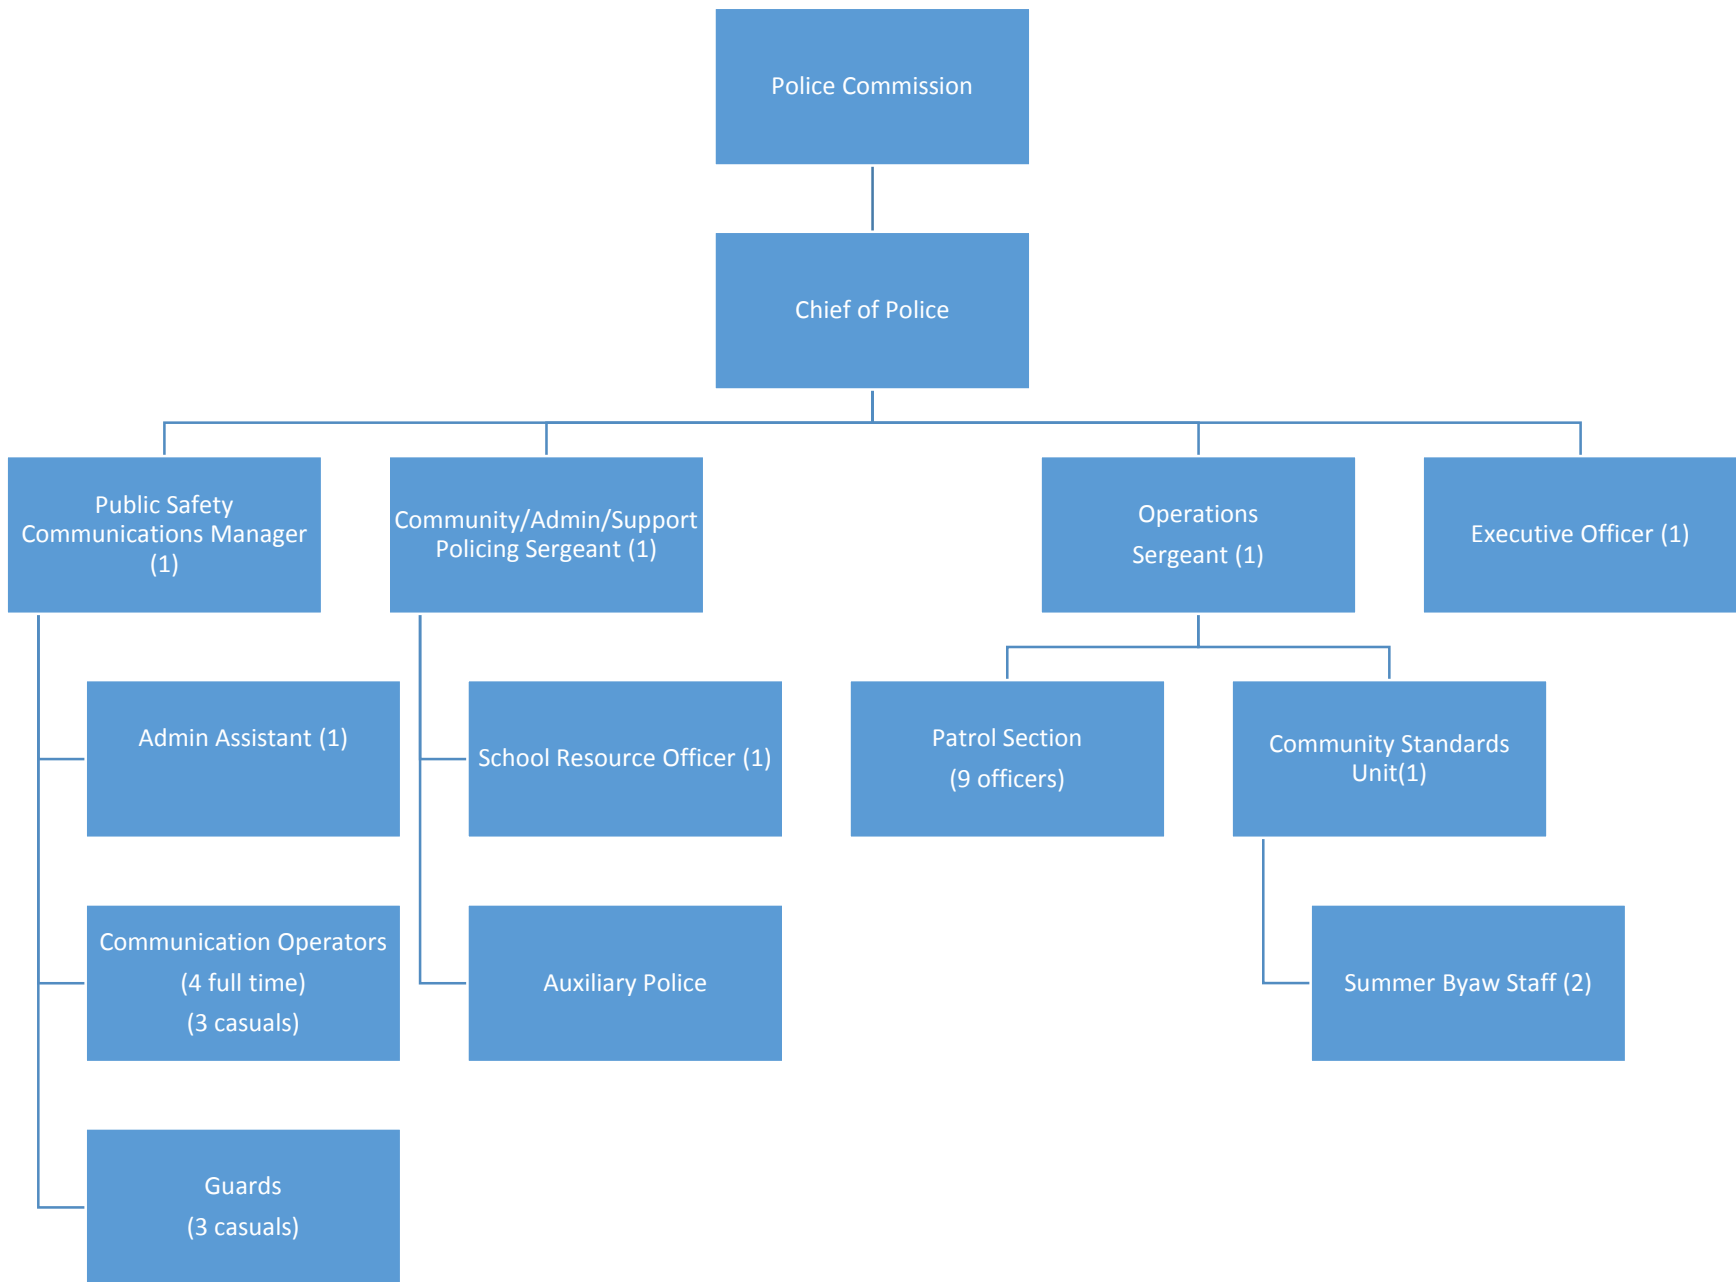 Police Commission
Chief of Police
Public Safety
Communications Manager
(1)
Community/Admin/Support
Policing Sergeant (1)
Operations
Sergeant (1)
Executive Officer (1)
Admin Assistant (1)
School Resource Officer (1)
Patrol Section
(9 officers)
Community Standards
Unit(1)
Communication Operators
(4 full time)
(3 casuals)
Auxiliary Police
Summer Byaw Staff (2)
Guards
(3 casuals)